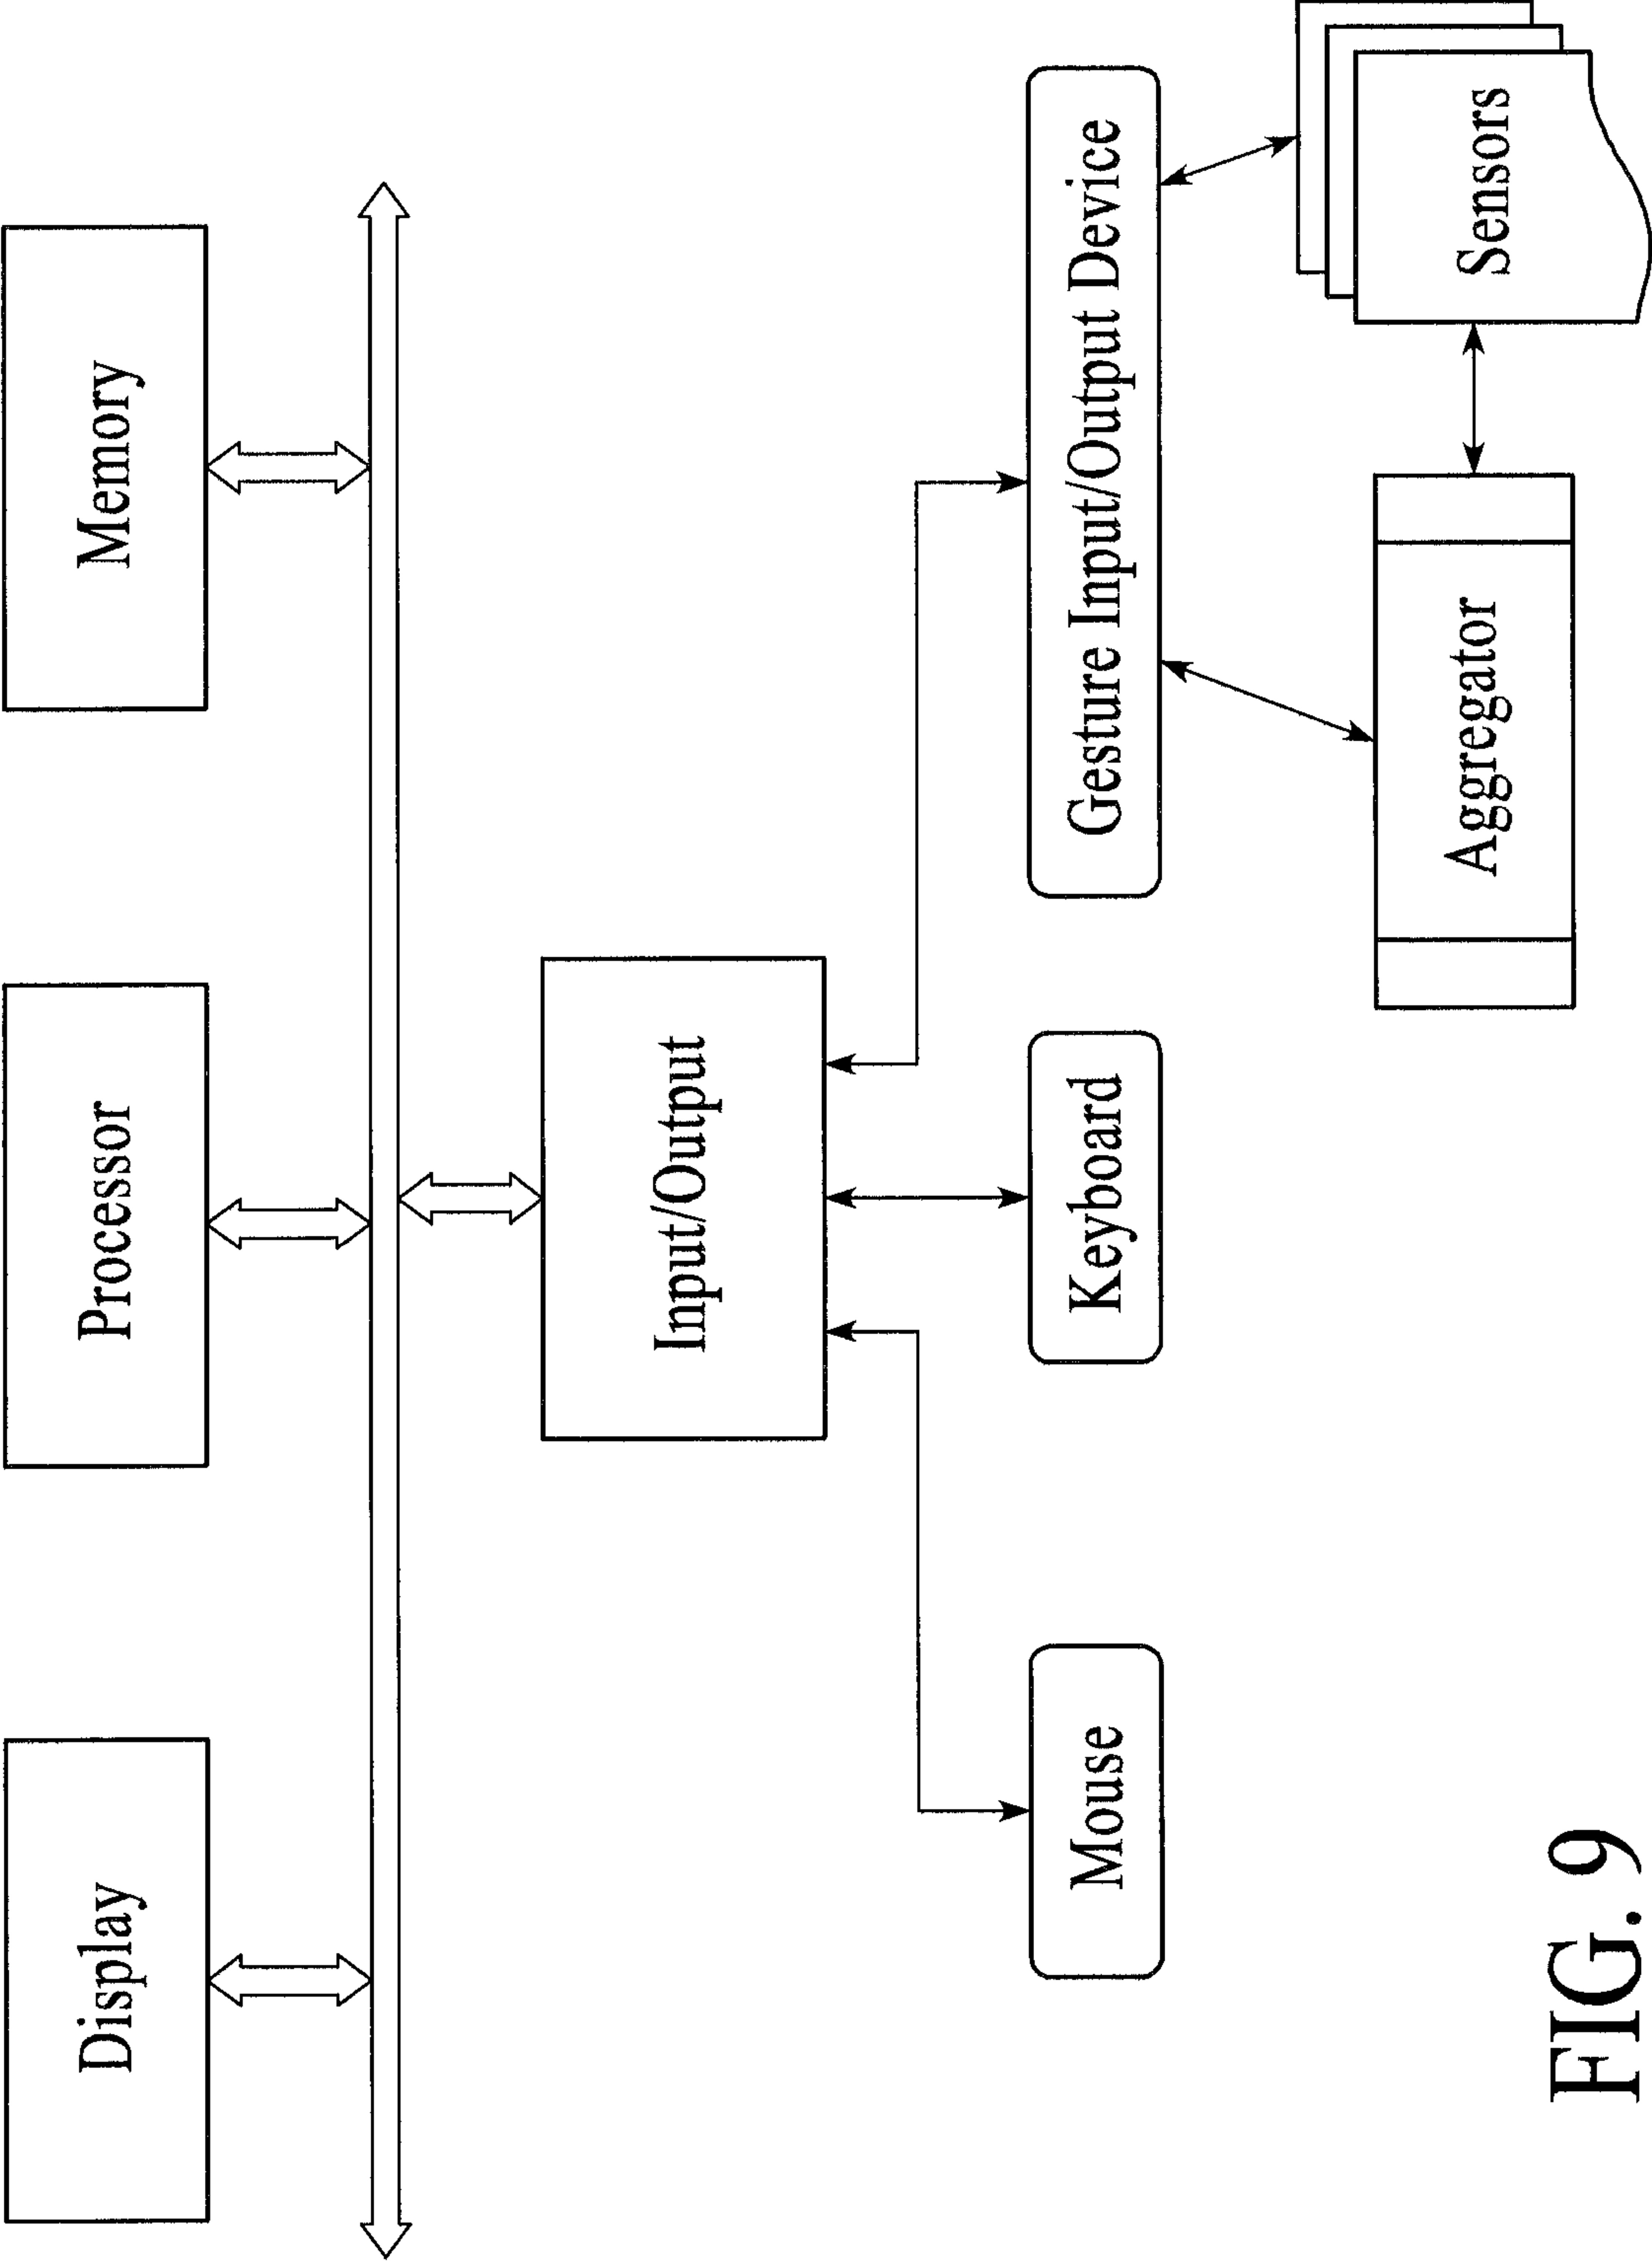 Display
Processor
Memory
Input/Output
Mouse
Keyboard
Gesture Input/Output Device
Aggregator
Sensors
FIG. 9